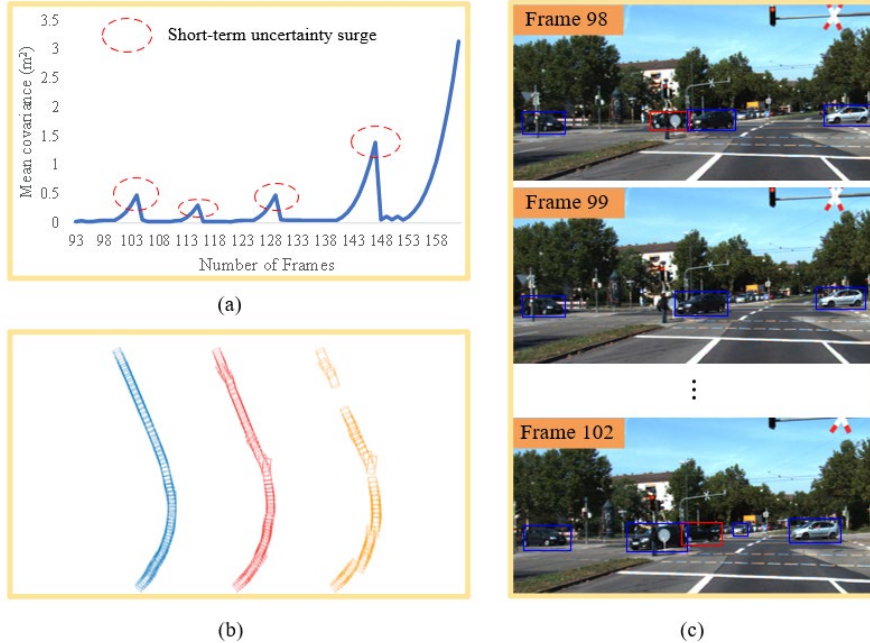 3.5
3
2.5
2
1.5
1
0.5
0
Mean covariance (m²)
Short-term uncertainty surge
93 98 103 108 113 118 123 128 133 138 143 148 153 158
Number of Frames
(a)
(b)
Frame 98
Frame 99
⋮
Frame 102
(c)